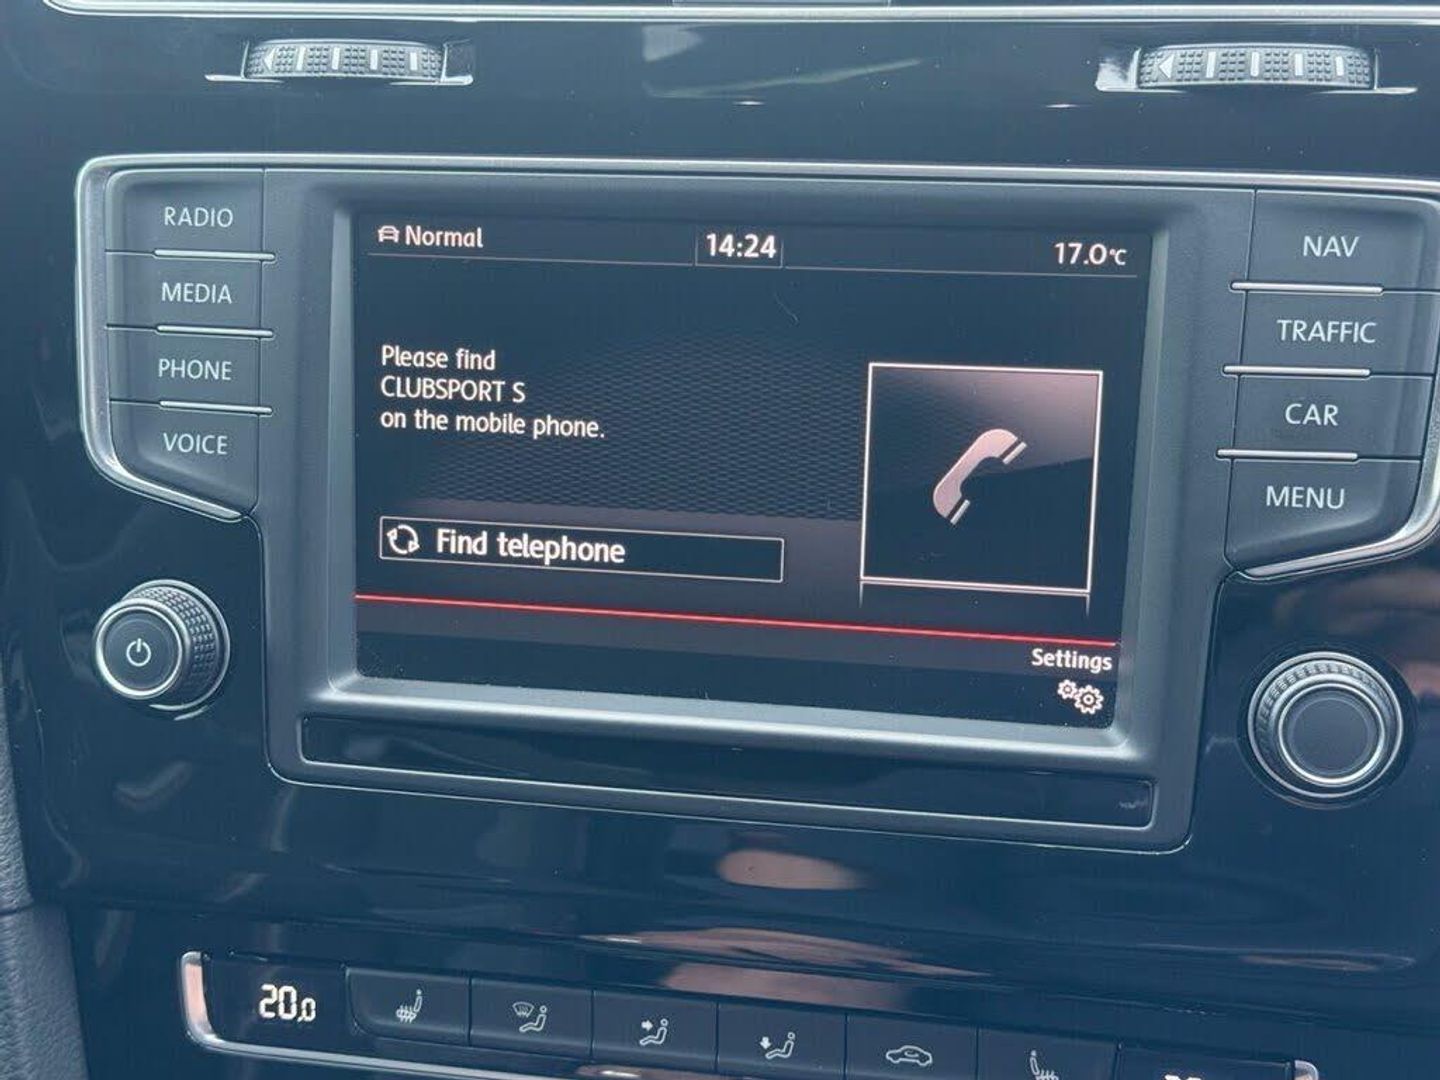 RADIO
MEDIA
PHONE
VOICE
Normal
14:24
17.0°C
Please find
CLUBSPORT S
on the mobile phone.
Find telephone
Settings
NAV
TRAFFIC
CAR
MENU
20,0